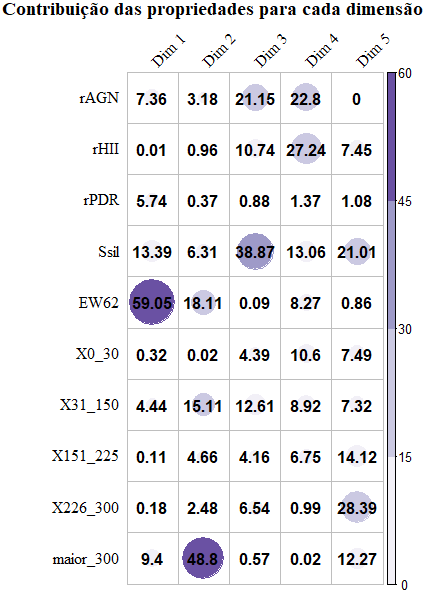 Contribuição das propriedades para cada dimensão
Dim 1 Dim 2 Dim 3 Dim 4 Dim 5
60
rAGN 7.36 3.18 21.15 22.8 0
rHII 0.01 0.96 10.74 27.24 7.45
rPDR 5.74 0.37 0.88 1.37 1.08
45
Ssil 13.39 6.31 38.87 13.06 21.01
EW62 59.05 18.11 0.09 8.27 0.86
30
X0_30 0.32 0.02 4.39 10.6 7.49
X31_150 4.44 15.11 12.61 8.92 7.32
X151_225 0.11 4.66 4.16 6.75 14.12
15
X226_300 0.18 2.48 6.54 0.99 28.39
maior_300 9.4 48.8 0.57 0.02 12.27
0